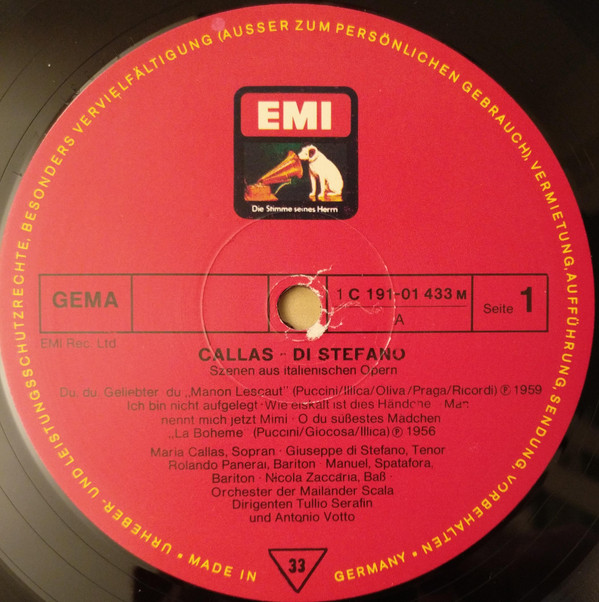 URHEBER- UND LEISTUNGSSCHUTZRECHTE, BESONDERS VERVIELFÄLTIGUNG (AUSSER ZUM PERSÖNLICHEN GEBRAUCH), VERMIETUNG, AUFFÜHRUNG, SENDUNG, VORBEHALTEN • MADE IN GERMANY •
EMI
Die Stimme seines Herrn
GEMA
1 C 191-01 433 M
A
Seite 1
EMI Rec. Ltd.
CALLAS - DI STEFANO
Szenen aus italienischen Opern
Du, du, Geliebter du „Manon Lescaut" (Puccini/Illica/Oliva/Praga/Ricordi) ℗ 1959
Ich bin nicht aufgelegt · Wie eiskalt ist dies Händchen · Man
nennt mich jetzt Mimi · O du süßestes Mädchen
„La Boheme" (Puccini/Giocosa/Illica) ℗ 1956
Maria Callas, Sopran · Giuseppe di Stefano, Tenor
Rolando Panerai, Bariton · Manuel, Spatafora,
Bariton · Nicola Zaccaria, Baß ·
Orchester der Mailander Scala
Dirigenten Tullio Serafin
und Antonio Votto
33